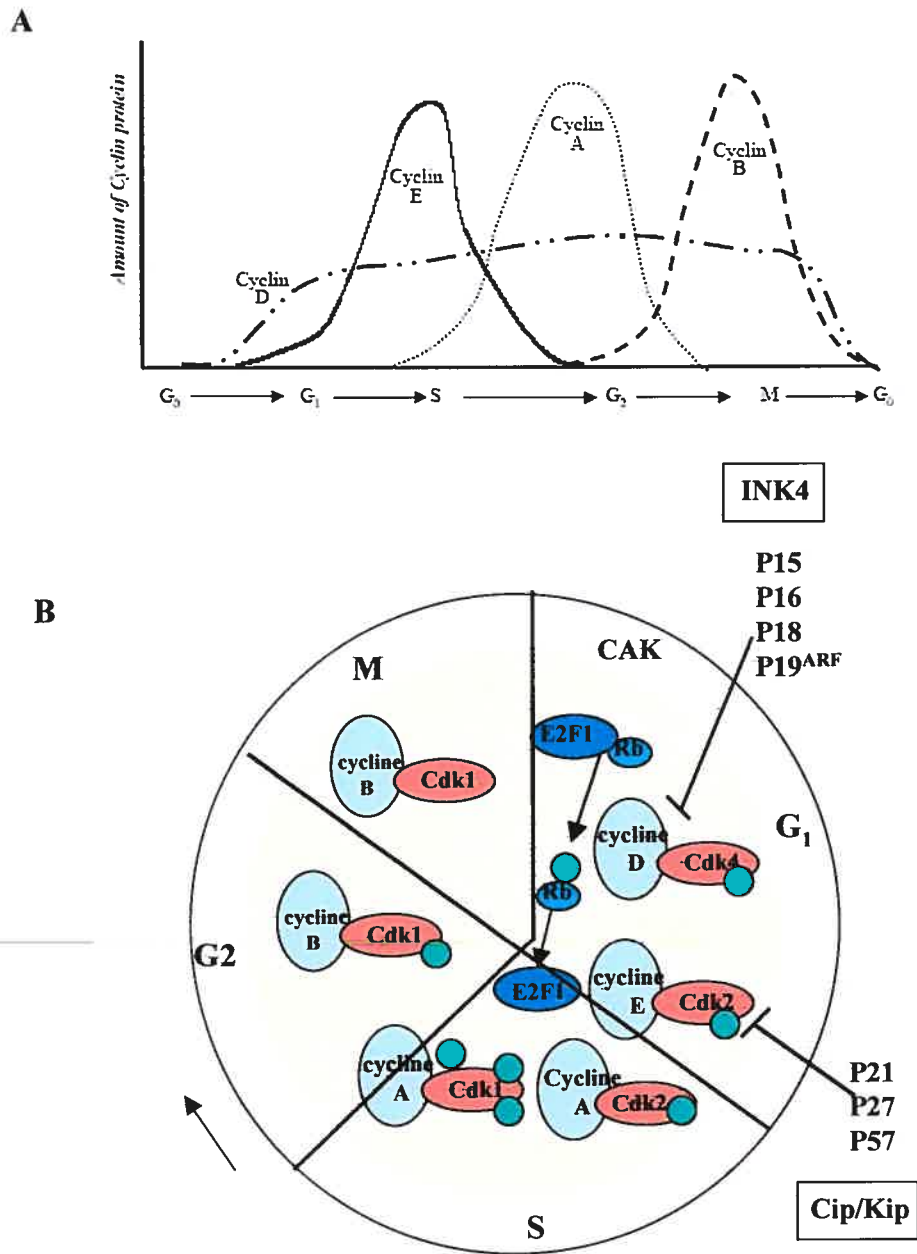 A
Amount of Cyclin protein
Cyclin
E
Cyclin
A
Cyclin
B
Cyclin
D
G₀ G₁ S G₂ M G₀
INK4
P15
P16
P18
P19ᴬᴿᶠ
B
M
CAK
E2F1
Rb
cycline
B
Cdk1
G₁
cycline
D
Cdk4
Rb
cycline
B
Cdk1
G2
E2F1
cycline
E
Cdk2
cycline
A
Cdk1
Cycline
A
Cdk2
P21
P27
P57
S
Cip/Kip